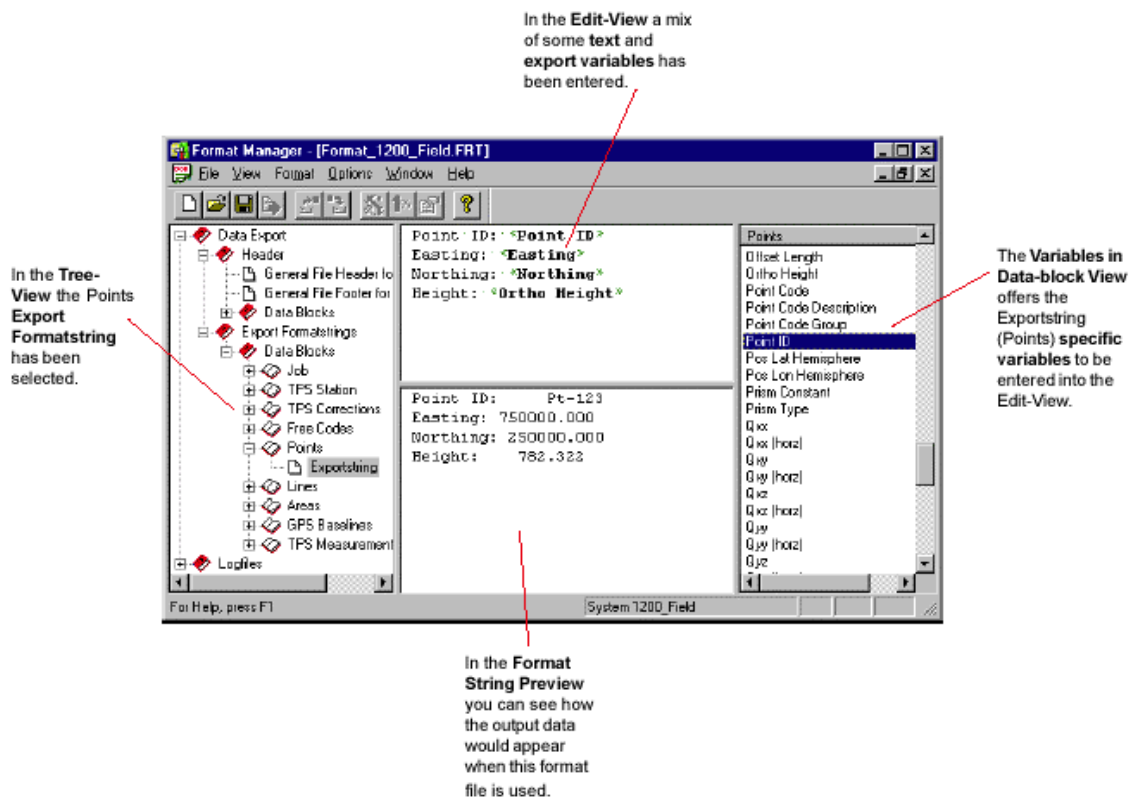 In the Edit-View a mix
of some text and
export variables has
been entered.
Format Manager - [Format_1200_Field.FRT]
File View Format Options Window Help
In the Tree-
View the Points
Export
Formatstring
has been
selected.
Data Export
Header
General File Header fo
General File Footer for
Data Blocks
Export Formatstrings
Data Blocks
Job
TPS Station
TPS Corrections
Free Codes
Points
Exportstring
Lines
Areas
GPS Baselines
TPS Measurement
Logfiles
Point ID: «Point ID»
Easting: «Easting»
Northing: «Northing»
Height: «Ortho Height»
Point ID: Pt-123
Easting: 750000.000
Northing: 250000.000
Height: 782.322
Points
Offset Length
Ortho Height
Point Code
Point Code Description
Point Code Group
Point ID
Pos Lat Hemisphere
Pos Lon Hemisphere
Prism Constant
Prism Type
Qxx
Qxx (horz)
Qxy
Qxy (horz)
Qxz
Qxz (horz)
Qyy
Qyy (horz)
Qyz
The Variables in
Data-block View
offers the
Exportstring
(Points) specific
variables to be
entered into the
Edit-View.
For Help, press F1
System 1200_Field
In the Format
String Preview
you can see how
the output data
would appear
when this format
file is used.